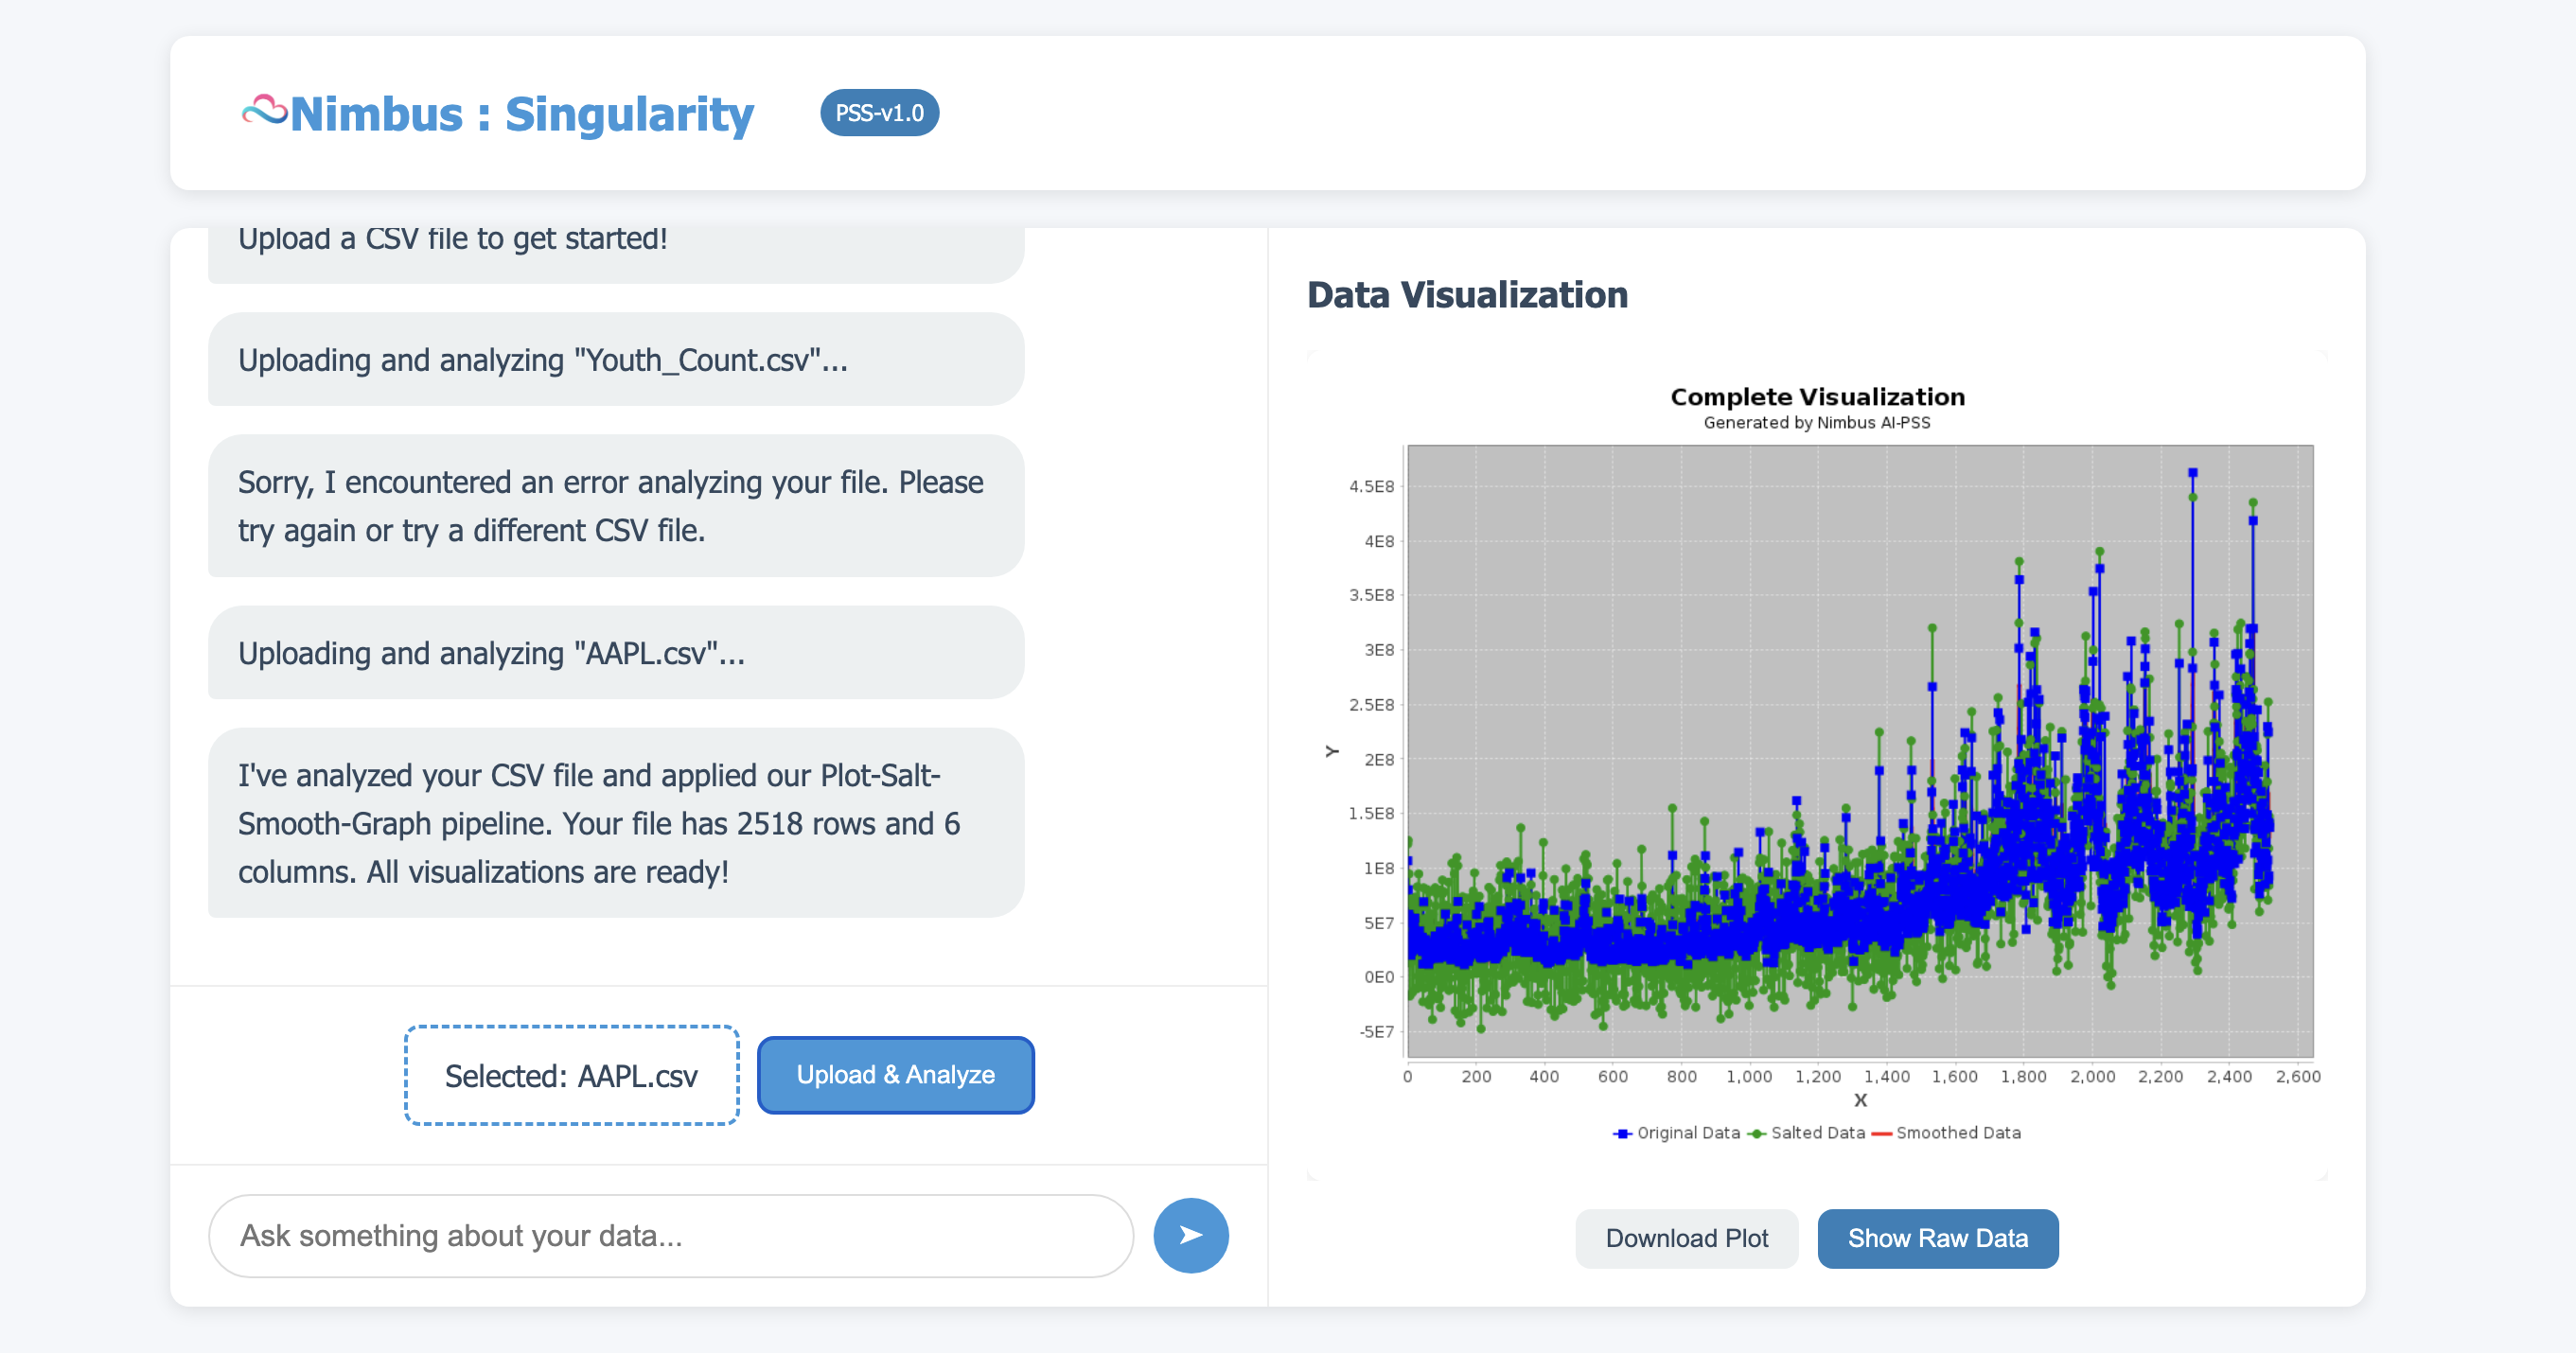 Nimbus : Singularity
PSS-v1.0
Upload a CSV file to get started!
Uploading and analyzing "Youth_Count.csv"...
Sorry, I encountered an error analyzing your file. Please
try again or try a different CSV file.
Uploading and analyzing "AAPL.csv"...
I've analyzed your CSV file and applied our Plot-Salt-
Smooth-Graph pipeline. Your file has 2518 rows and 6
columns. All visualizations are ready!
Selected: AAPL.csv
Upload & Analyze
Ask something about your data...
Data Visualization
Complete Visualization
Generated by Nimbus AI-PSS
4.5E8
4E8
3.5E8
3E8
2.5E8
2E8
1.5E8
1E8
5E7
0E0
-5E7
Y
0 200 400 600 800 1,000 1,200 1,400 1,600 1,800 2,000 2,200 2,400 2,600
X
Original Data Salted Data Smoothed Data
Download Plot
Show Raw Data